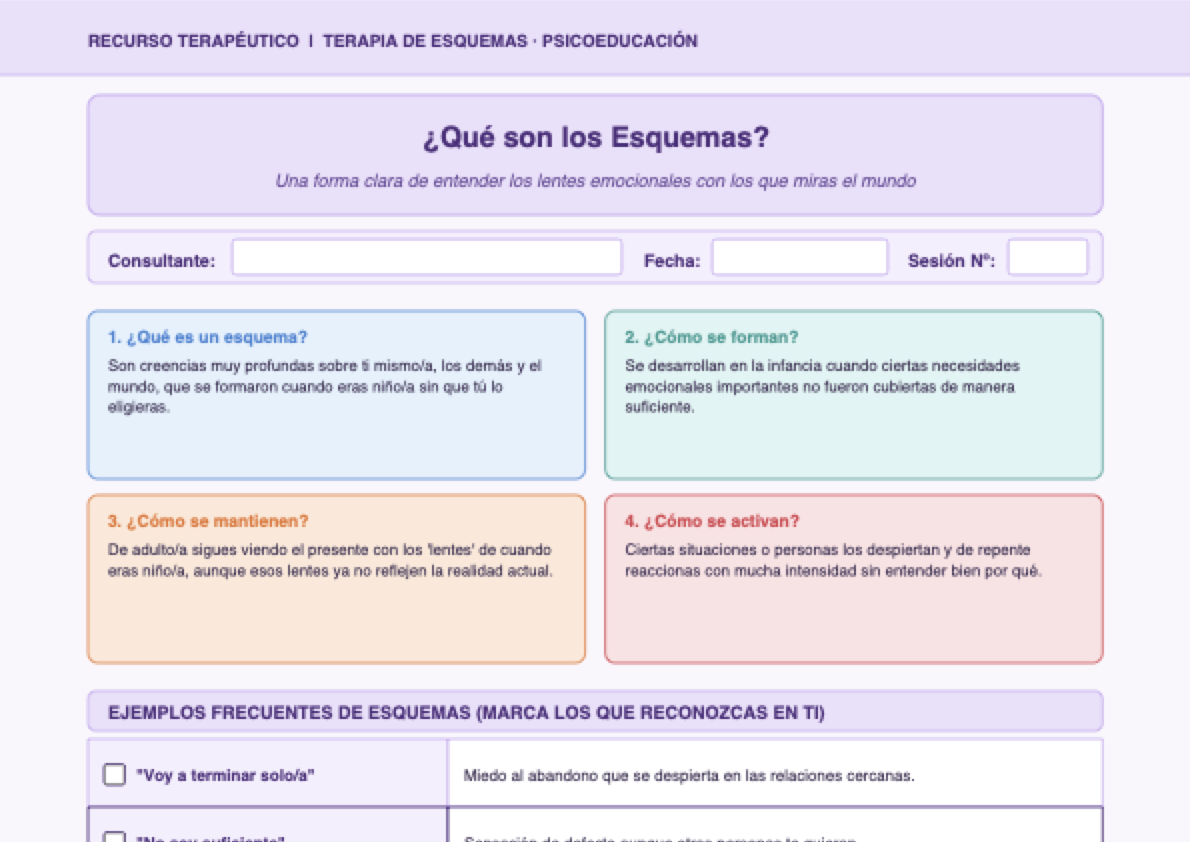 RECURSO TERAPÉUTICO | TERAPIA DE ESQUEMAS · PSICOEDUCACIÓN
¿Qué son los Esquemas?
Una forma clara de entender los lentes emocionales con los que miras el mundo
Consultante: Fecha: Sesión Nº:
1. ¿Qué es un esquema?
Son creencias muy profundas sobre ti mismo/a, los demás y el
mundo, que se formaron cuando eras niño/a sin que tú lo
eligieras.
2. ¿Cómo se forman?
Se desarrollan en la infancia cuando ciertas necesidades
emocionales importantes no fueron cubiertas de manera
suficiente.
3. ¿Cómo se mantienen?
De adulto/a sigues viendo el presente con los 'lentes' de cuando
eras niño/a, aunque esos lentes ya no reflejen la realidad actual.
4. ¿Cómo se activan?
Ciertas situaciones o personas los despiertan y de repente
reaccionas con mucha intensidad sin entender bien por qué.
EJEMPLOS FRECUENTES DE ESQUEMAS (MARCA LOS QUE RECONOZCAS EN TI)
"Voy a terminar solo/a"
Miedo al abandono que se despierta en las relaciones cercanas.
"No soy suficiente"